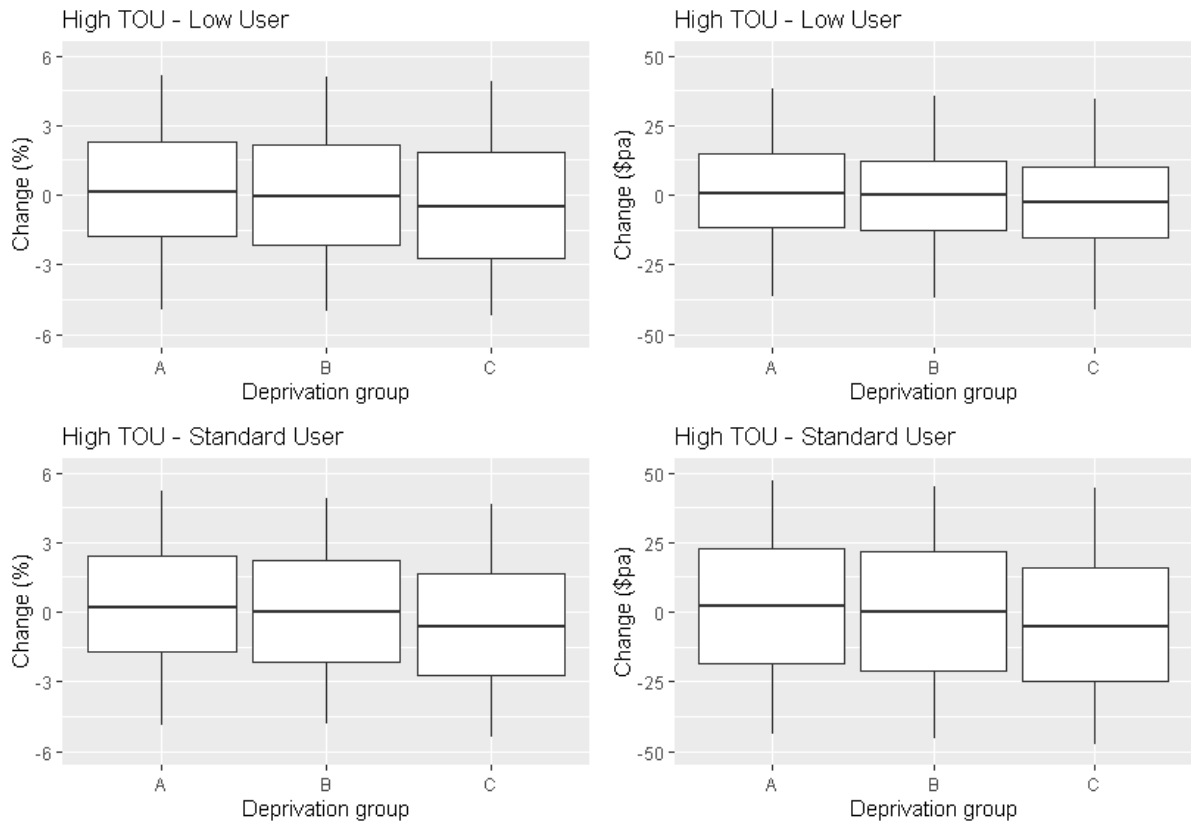 High TOU - Low User
Change (%)
6
3
0
-3
-6
A B C
Deprivation group
High TOU - Low User
Change ($pa)
50
25
0
-25
-50
A B C
Deprivation group
High TOU - Standard User
Change (%)
6
3
0
-3
-6
A B C
Deprivation group
High TOU - Standard User
Change ($pa)
50
25
0
-25
-50
A B C
Deprivation group